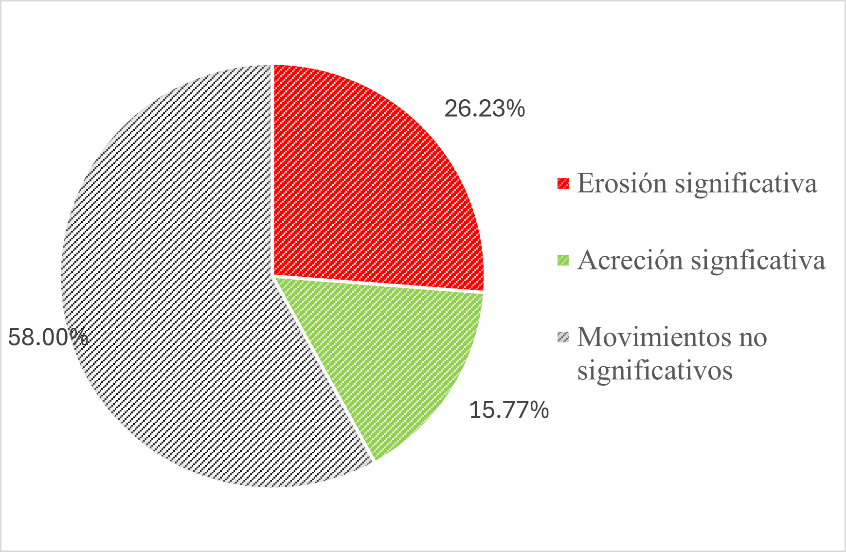 26.23%
Erosión significativa
Acreción signficativa
58.00%
Movimientos no
significativos
15.77%